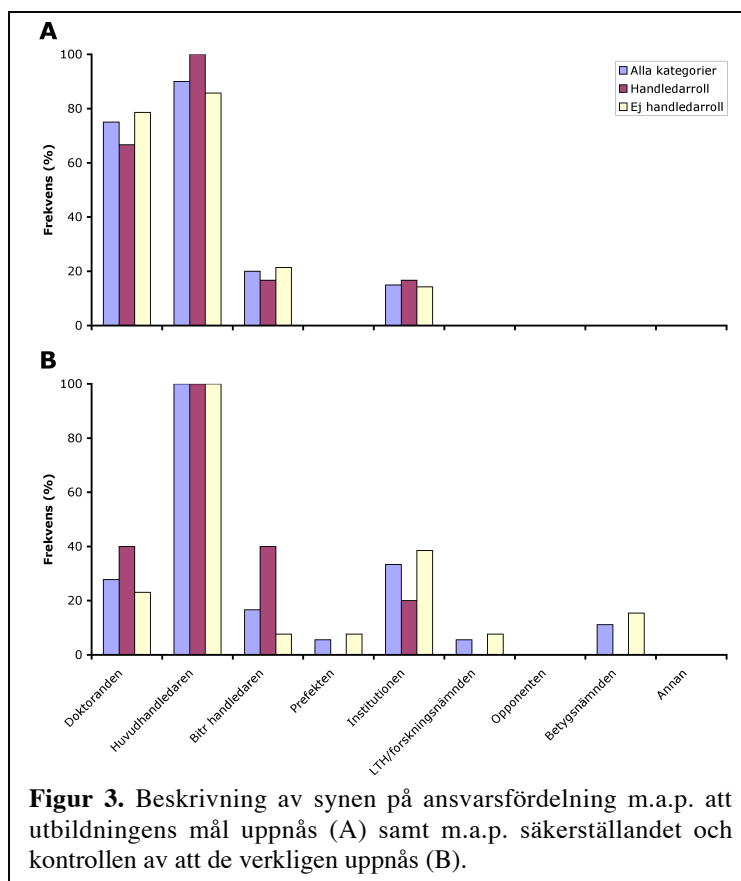 A
Frekvens (%)
100
80
60
40
20
0
Alla kategier
Handledarroll
Ej handledarroll
B
Frekvens (%)
100
80
60
40
20
0
Doktoranden
Huvudhandledaren
Bitr handledaren
Prefekten
Institutionen
LTH/forskningsnämnden
Opponenten
Betygsnämnden
Annan
Figur 3. Beskrivning av synen på ansvarsfördelning m.a.p. att
utbildningens mål uppnås (A) samt m.a.p. säkerställandet och
kontrollen av att de verkligen uppnås (B).